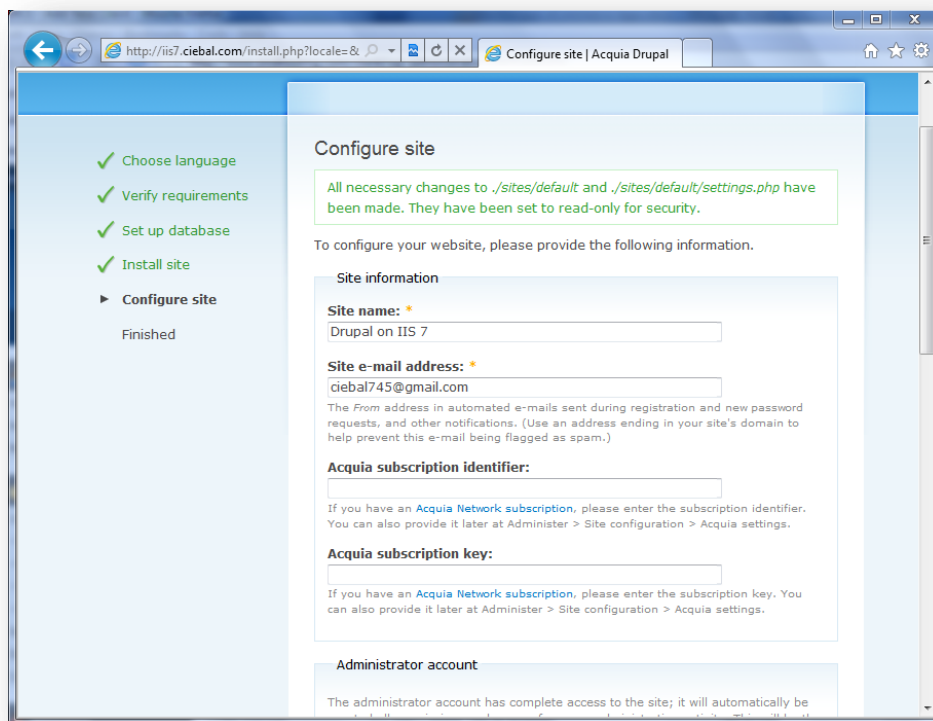 http://iis7.ciebal.com/install.php?locale=&
Configure site | Acquia Drupal
Choose language
Verify requirements
Set up database
Install site
Configure site
Finished
Configure site
All necessary changes to ./sites/default and ./sites/default/settings.php have
been made. They have been set to read-only for security.
To configure your website, please provide the following information.
Site information
Site name: *
Drupal on IIS 7
Site e-mail address: *
ciebal745@gmail.com
The From address in automated e-mails sent during registration and new password
requests, and other notifications. (Use an address ending in your site's domain to
help prevent this e-mail being flagged as spam.)
Acquia subscription identifier:
If you have an Acquia Network subscription, please enter the subscription identifier.
You can also provide it later at Administer > Site configuration > Acquia settings.
Acquia subscription key:
If you have an Acquia Network subscription, please enter the subscription key. You
can also provide it later at Administer > Site configuration > Acquia settings.
Administrator account
The administrator account has complete access to the site; it will automatically be